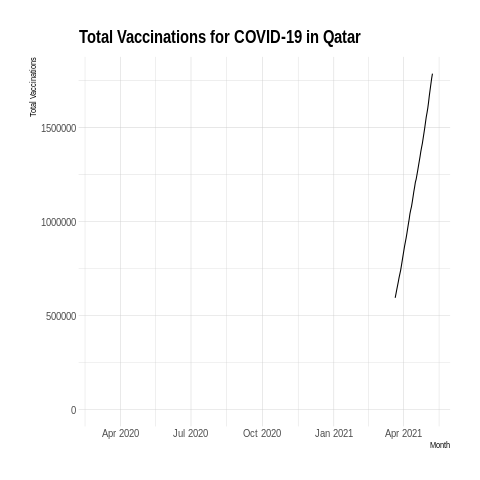 Total Vaccinations for COVID-19 in Qatar
Total Vaccinations
1500000
1000000
500000
0
Apr 2020 Jul 2020 Oct 2020 Jan 2021 Apr 2021
Month